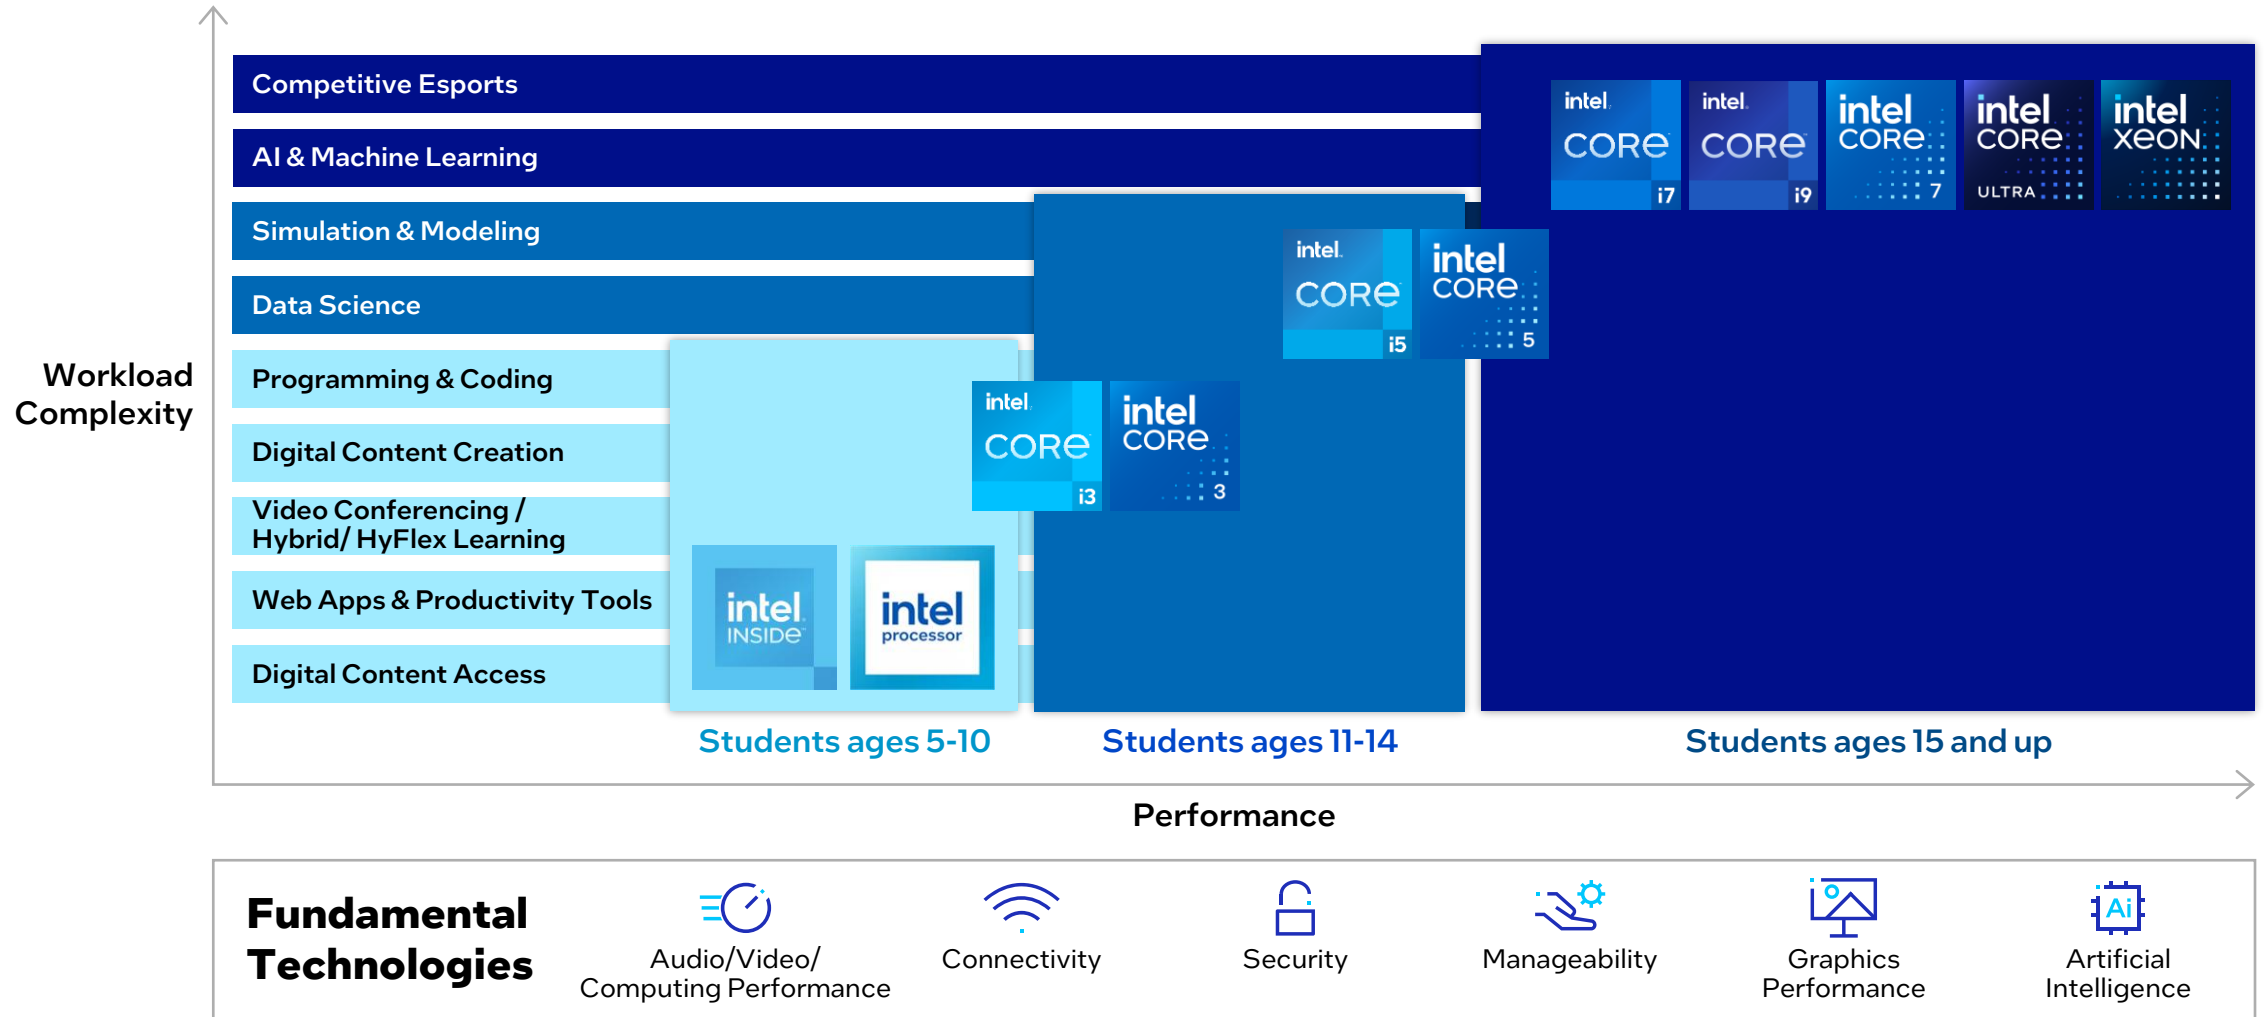 Competitive Esports
AI & Machine Learning
Simulation & Modeling
Data Science
Programming & Coding
Digital Content Creation
Video Conferencing /
Hybrid/ HyFlex Learning
Web Apps & Productivity Tools
Digital Content Access
Workload
Complexity
intel.
CORE
i7
intel.
CORE
i9
intel
CORE
7
intel
CORE
ULTRA
intel
XEON
intel.
CORE
i5
intel
CORE
5
intel.
CORE
i3
intel
CORE
3
intel.
INSIDE™
intel
processor
Students ages 5-10
Students ages 11-14
Students ages 15 and up
Performance
Fundamental
Technologies
Audio/Video/
Computing Performance
Connectivity
Security
Manageability
Graphics
Performance
Ai
Artificial
Intelligence